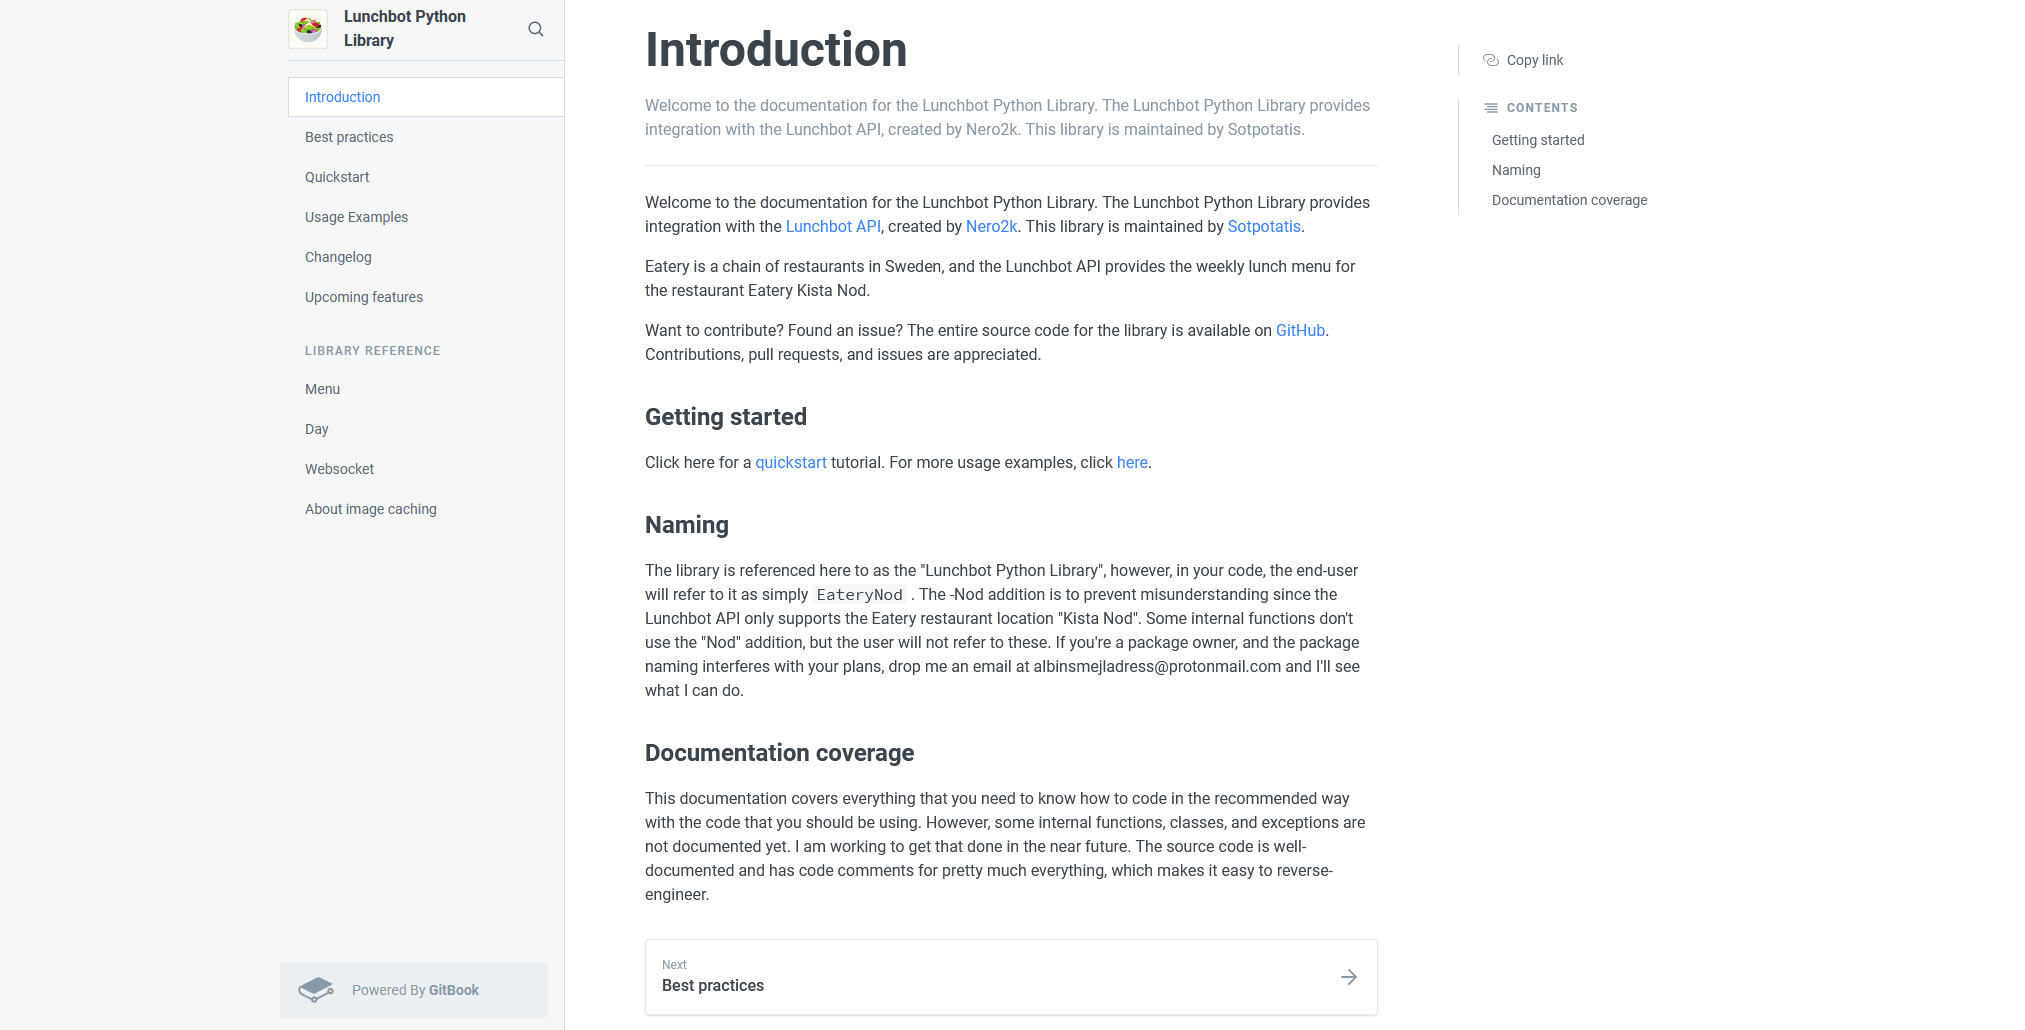 Lunchbot Python
Library
Introduction
Best practices
Quickstart
Usage Examples
Changelog
Upcoming features
LIBRARY REFERENCE
Menu
Day
Websocket
About image caching
Powered By GitBook
Introduction
Welcome to the documentation for the Lunchbot Python Library. The Lunchbot Python Library provides
integration with the Lunchbot API, created by Nero2k. This library is maintained by Sotpotatis.
Welcome to the documentation for the Lunchbot Python Library. The Lunchbot Python Library provides
integration with the Lunchbot API, created by Nero2k. This library is maintained by Sotpotatis.
Eatery is a chain of restaurants in Sweden, and the Lunchbot API provides the weekly lunch menu for
the restaurant Eatery Kista Nod.
Want to contribute? Found an issue? The entire source code for the library is available on GitHub.
Contributions, pull requests, and issues are appreciated.
Getting started
Click here for a quickstart tutorial. For more usage examples, click here.
Naming
The library is referenced here to as the "Lunchbot Python Library", however, in your code, the end-user
will refer to it as simply EateryNod . The -Nod addition is to prevent misunderstanding since the
Lunchbot API only supports the Eatery restaurant location "Kista Nod". Some internal functions don't
use the "Nod" addition, but the user will not refer to these. If you're a package owner, and the package
naming interferes with your plans, drop me an email at albinsmejladress@protonmail.com and I'll see
what I can do.
Documentation coverage
This documentation covers everything that you need to know how to code in the recommended way
with the code that you should be using. However, some internal functions, classes, and exceptions are
not documented yet. I am working to get that done in the near future. The source code is well-
documented and has code comments for pretty much everything, which makes it easy to reverse-
engineer.
Next
Best practices
Copy link
CONTENTS
Getting started
Naming
Documentation coverage